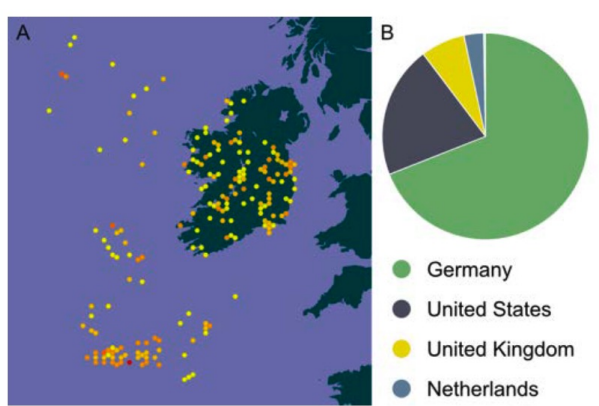 A
B
Germany
United States
United Kingdom
Netherlands